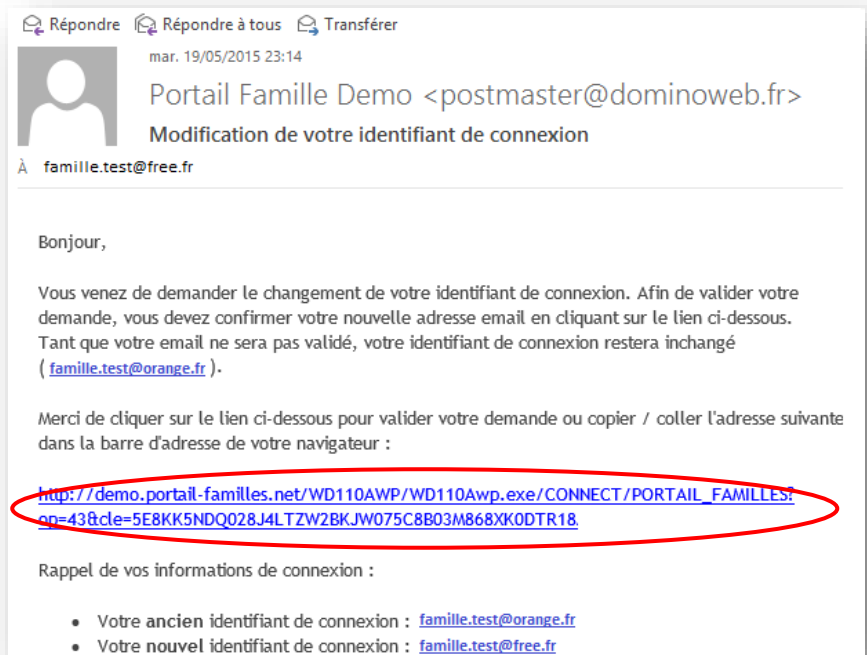 Répondre Répondre à tous Transférer
mar. 19/05/2015 23:14
Portail Famille Demo <postmaster@dominoweb.fr>
Modification de votre identifiant de connexion
À famille.test@free.fr
Bonjour,
Vous venez de demander le changement de votre identifiant de connexion. Afin de valider votre
demande, vous devez confirmer votre nouvelle adresse email en cliquant sur le lien ci-dessous.
Tant que votre email ne sera pas validé, votre identifiant de connexion restera inchangé
( famille.test@orange.fr ).
Merci de cliquer sur le lien ci-dessous pour valider votre demande ou copier / coller l'adresse suivante
dans la barre d'adresse de votre navigateur :
http://demo.portail-familles.net/WD110AWP/WD110Awp.exe/CONNECT/PORTAIL_FAMILLES?
op=43&cle=5E8KK5NDQ028J4LTZW2BKJW075C8B03M868XK0DTR18.
Rappel de vos informations de connexion :
• Votre ancien identifiant de connexion : famille.test@orange.fr
• Votre nouvel identifiant de connexion : famille.test@free.fr